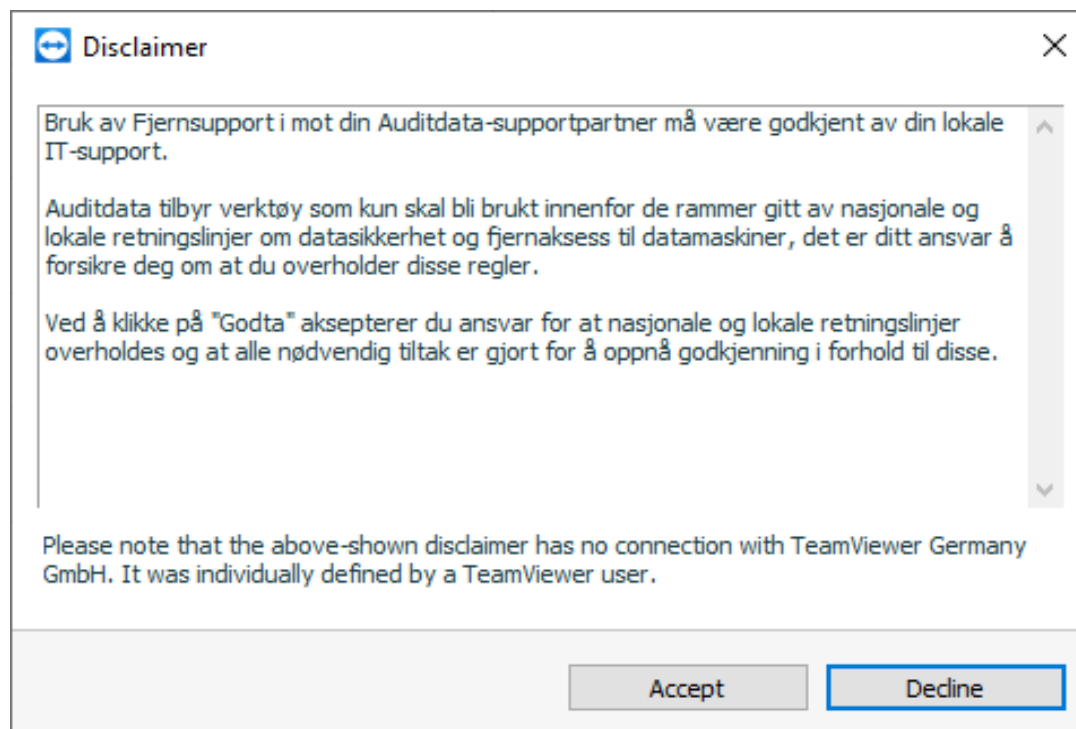 Disclaimer
Bruk av Fjernsupport i mot din Auditdata-supportpartner må være godkjent av din lokale
IT-support.
Auditdata tilbyr verktøy som kun skal bli brukt innenfor de rammer gitt av nasjonale og
lokale retningslinjer om datasikkerhet og fjernaksess til datamaskiner, det er ditt ansvar å
forsikre deg om at du overholder disse regler.
Ved å klikke på "Godta" aksepterer du ansvar for at nasjonale og lokale retningslinjer
overholdes og at alle nødvendig tiltak er gjort for å oppnå godkjenning i forhold til disse.
Please note that the above-shown disclaimer has no connection with TeamViewer Germany
GmbH. It was individually defined by a TeamViewer user.
Accept
Decline